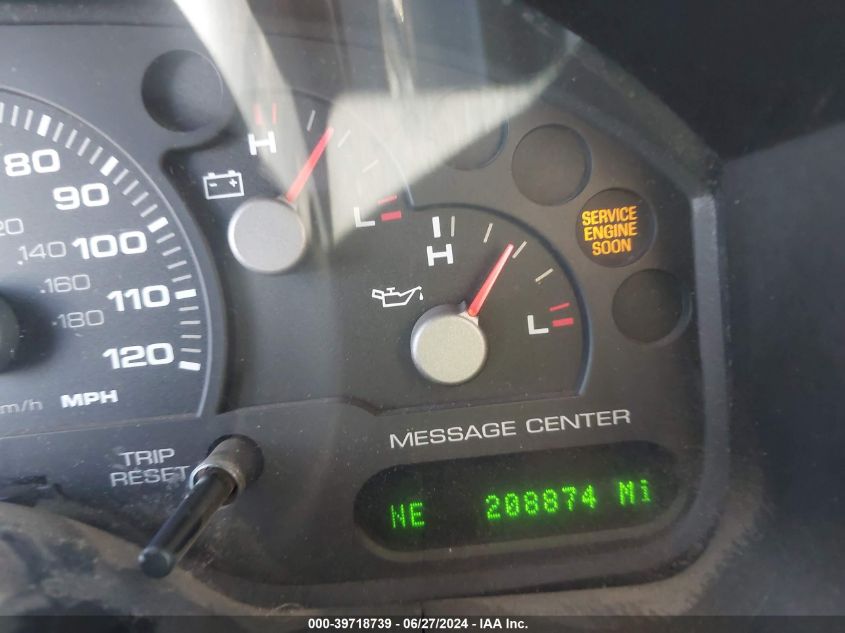 80
90
100
110
120
20
140
160
180
m/h
MPH
H
L
H
L
SERVICE
ENGINE
SOON
MESSAGE CENTER
TRIP
RESET
NE 208874 Mi
000-39718739 - 06/27/2024 - IAA Inc.